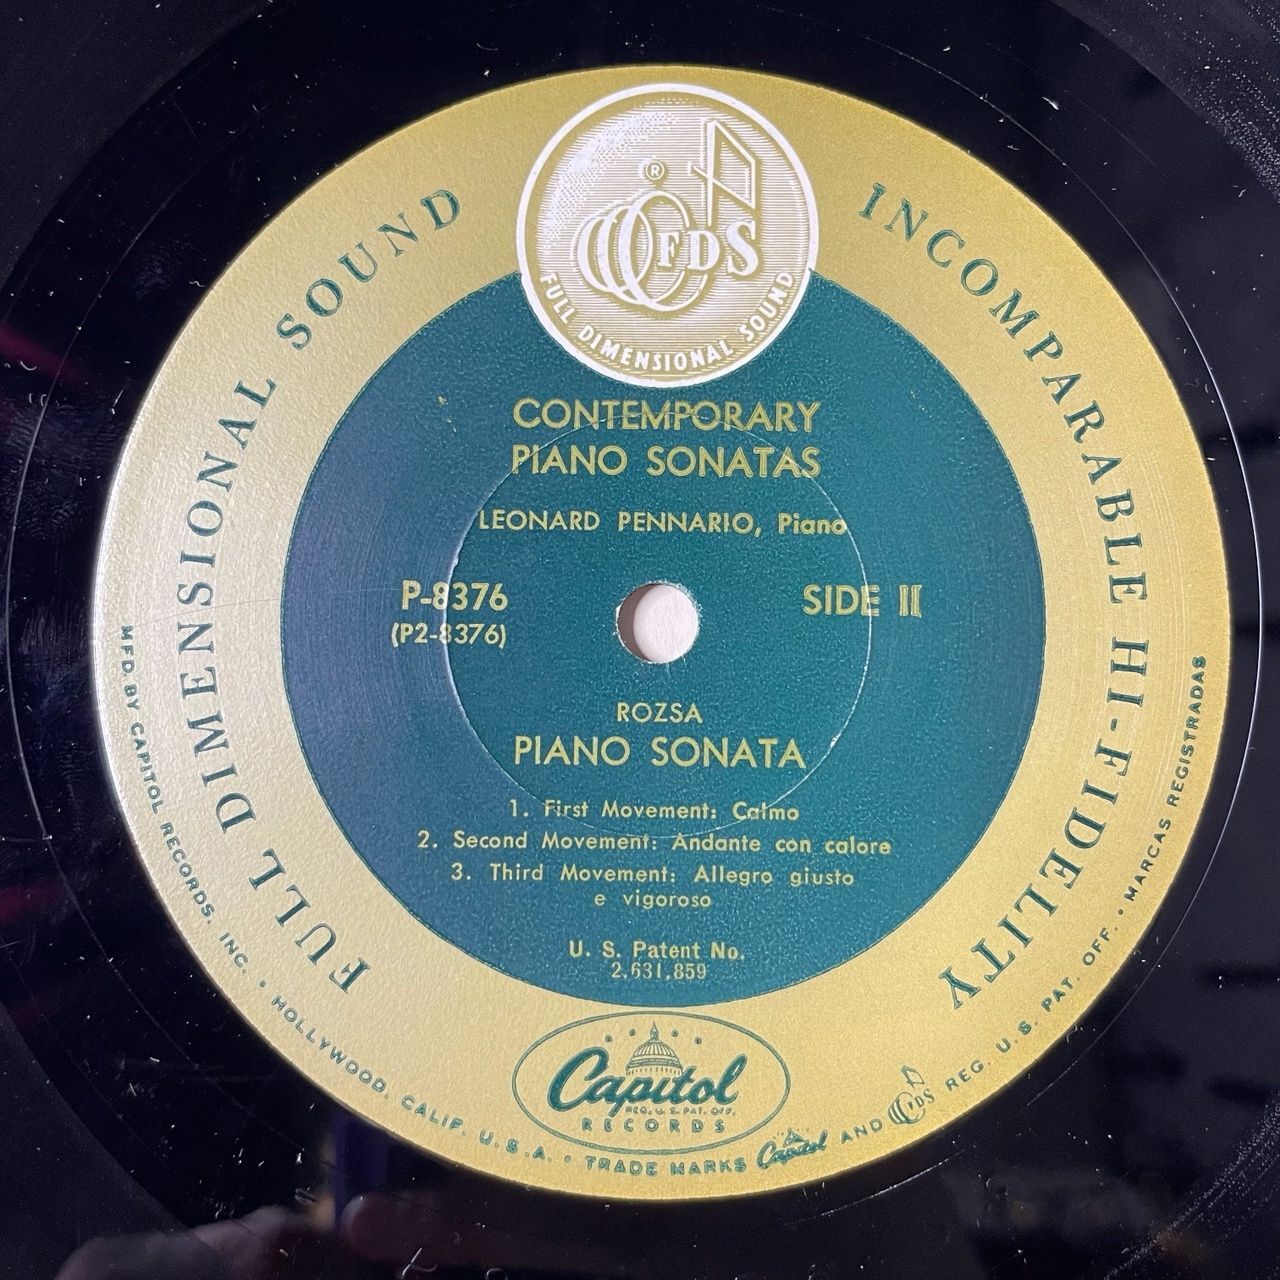 ®
FDS
FULL DIMENSIONAL SOUND
FULL DIMENSIONAL SOUND
INCOMPARABLE HI-FIDELITY
CONTEMPORARY
PIANO SONATAS
LEONARD PENNARIO, Piano
P-8376
(P2-8376)
SIDE II
ROZSA
PIANO SONATA
1. First Movement: Calmo
2. Second Movement: Andante con calore
3. Third Movement: Allegro giusto
e vigoroso
U. S. Patent No.
2,631,859
Capitol
REG. U.S. PAT. OFF.
RECORDS
MFD. BY CAPITOL RECORDS, INC. • HOLLYWOOD, CALIF. U.S.A. • TRADE MARKS Capitol AND FDS REG. U.S. PAT. OFF. • MARCAS REGISTRADAS